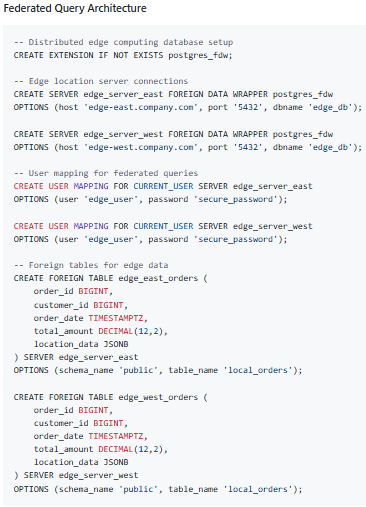 Federated Query Architecture
-- Distributed edge computing database setup
CREATE EXTENSION IF NOT EXISTS postgres_fdw;
-- Edge location server connections
CREATE SERVER edge_server_east FOREIGN DATA WRAPPER postgres_fdw
OPTIONS (host 'edge-east.company.com', port '5432', dbname 'edge_db');
CREATE SERVER edge_server_west FOREIGN DATA WRAPPER postgres_fdw
OPTIONS (host 'edge-west.company.com', port '5432', dbname 'edge_db');
-- User mapping for federated queries
CREATE USER MAPPING FOR CURRENT_USER SERVER edge_server_east
OPTIONS (user 'edge_user', password 'secure_password');
CREATE USER MAPPING FOR CURRENT_USER SERVER edge_server_west
OPTIONS (user 'edge_user', password 'secure_password');
-- Foreign tables for edge data
CREATE FOREIGN TABLE edge_east_orders (
    order_id BIGINT,
    customer_id BIGINT,
    order_date TIMESTAMPTZ,
    total_amount DECIMAL(12,2),
    location_data JSONB
) SERVER edge_server_east
OPTIONS (schema_name 'public', table_name 'local_orders');
CREATE FOREIGN TABLE edge_west_orders (
    order_id BIGINT,
    customer_id BIGINT,
    order_date TIMESTAMPTZ,
    total_amount DECIMAL(12,2),
    location_data JSONB
) SERVER edge_server_west
OPTIONS (schema_name 'public', table_name 'local_orders');